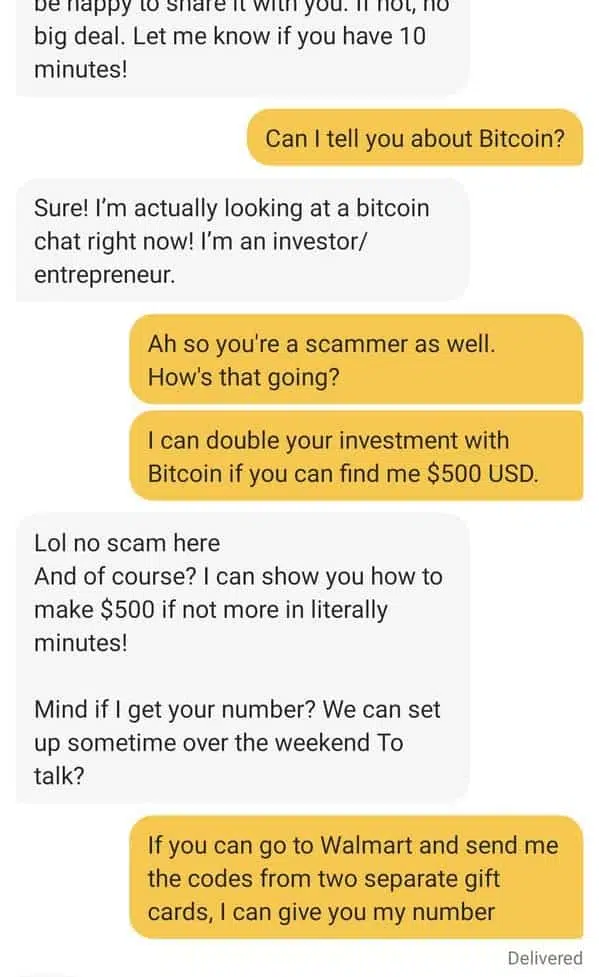 be happy to share it with you. If not, no
big deal. Let me know if you have 10
minutes!
Can I tell you about Bitcoin?
Sure! I’m actually looking at a bitcoin
chat right now! I’m an investor/
entrepreneur.
Ah so you're a scammer as well.
How's that going?
I can double your investment with
Bitcoin if you can find me $500 USD.
Lol no scam here
And of course? I can show you how to
make $500 if not more in literally
minutes!
Mind if I get your number? We can set
up sometime over the weekend To
talk?
If you can go to Walmart and send me
the codes from two separate gift
cards, I can give you my number
Delivered